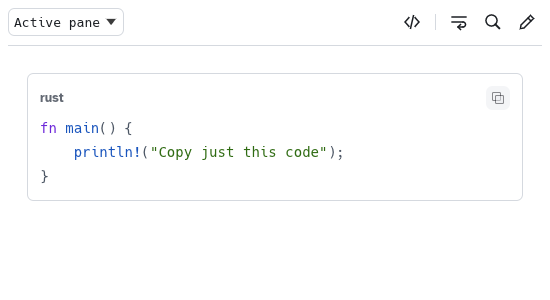 Active pane
rust
fn main() {
    println!("Copy just this code");
}